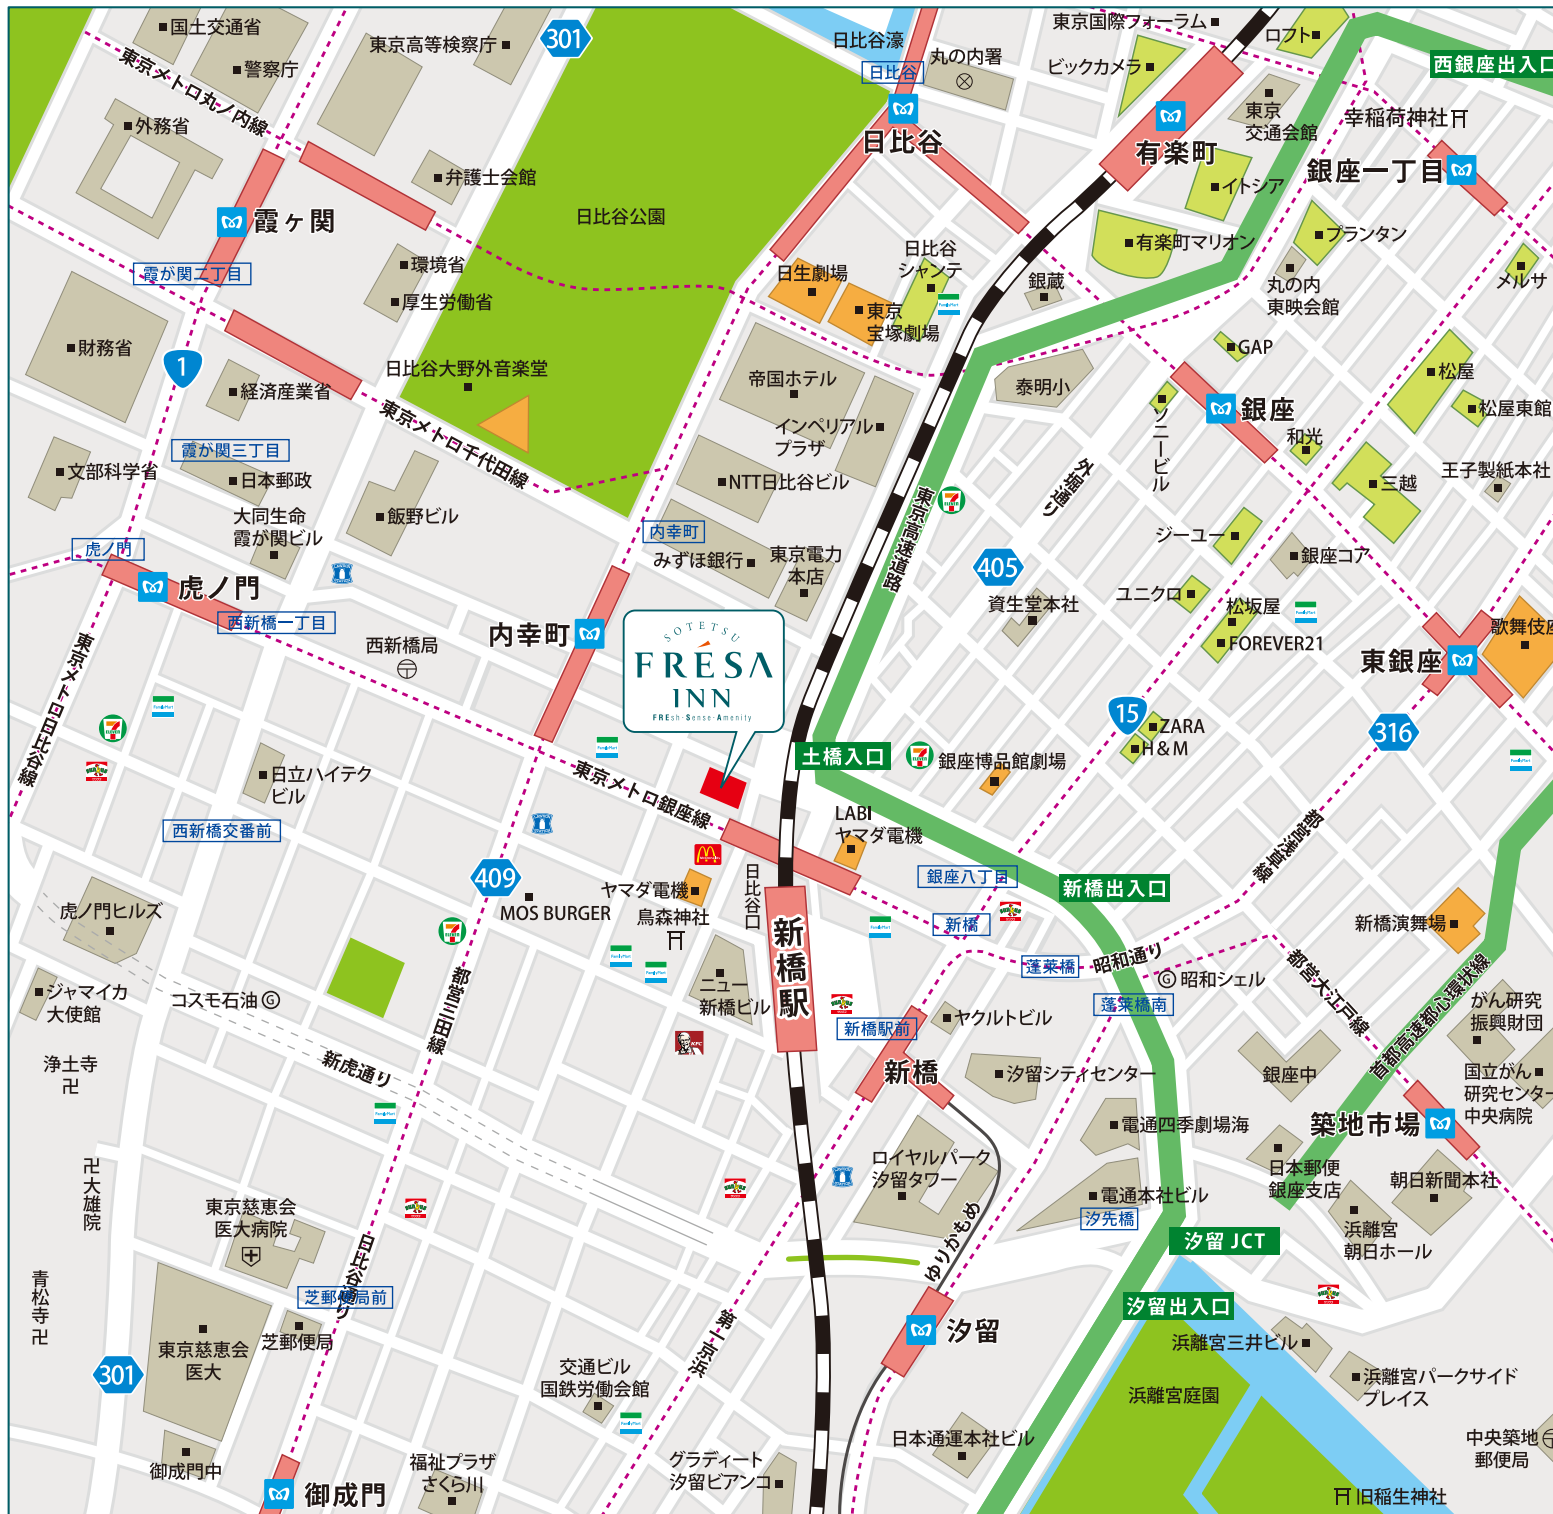 国土交通省
301
東京高等検察庁
警察庁
東京メトロ丸ノ内線
外務省
弁護士会館
霞ヶ関
霞が関二丁目
環境省
厚生労働省
日比谷公園
日比谷濠
日比谷
丸の内署
日比谷
東京国際フォーラム
ロフト
ビックカメラ
西銀座出入口
東京
交通会館
幸稲荷神社
有楽町
銀座一丁目
イトシア
有楽町マリオン
プランタン
丸の内
東映会館
メルサ
日生劇場
日比谷
シャンテ
東京
宝塚劇場
銀蔵
財務省
1
経済産業省
日比谷大野外音楽堂
東京メトロ千代田線
帝国ホテル
インペリアル
プラザ
泰明小
GAP
松屋
松屋東館
銀座
ソニービル
和光
王子製紙本社
三越
外堀通り
文部科学省
霞が関三丁目
日本郵政
大同生命
霞が関ビル
飯野ビル
NTT日比谷ビル
内幸町
みずほ銀行
東京電力
本店
東京高速道路
405
ジーユー
銀座コア
ユニクロ
松坂屋
FOREVER21
資生堂本社
虎ノ門
虎ノ門
西新橋一丁目
西新橋局
内幸町
SOTETSU
FRÉSA
INN
FREsh·Sense·Amenity
東銀座
歌舞伎座
東京メトロ日比谷線
15
ZARA
H&M
316
土橋入口
銀座博品館劇場
日立ハイテク
ビル
東京メトロ銀座線
LABI
ヤマダ電機
都営浅草線
西新橋交番前
409
MOS BURGER
ヤマダ電機
烏森神社
日比谷口
新橋駅
銀座八丁目
新橋出入口
新橋
蓬莱橋
昭和通り
昭和シェル
蓬莱橋南
新橋演舞場
都営大江戸線
首都高速都心環状線
虎ノ門ヒルズ
ジャマイカ
大使館
コスモ石油
都営三田線
ニュー
新橋ビル
新橋駅前
ヤクルトビル
がん研究
振興財団
浄土寺
新虎通り
新橋
汐留シティセンター
銀座中
国立がん
研究センター
中央病院
電通四季劇場海
築地市場
大雄院
ロイヤルパーク
汐留タワー
日本郵便
銀座支店
朝日新聞本社
東京慈恵会
医大病院
電通本社ビル
汐先橋
浜離宮
朝日ホール
汐留 JCT
ゆりかもめ
日比谷通り
芝郵便局前
青松寺
汐留出入口
汐留
浜離宮三井ビル
芝郵便局
東京慈恵会
医大
第一京浜
301
交通ビル
国鉄労働会館
浜離宮パークサイド
プレイス
浜離宮庭園
日本通運本社ビル
中央築地
郵便局
御成門中
御成門
福祉プラザ
さくら川
グラディート
汐留ビアンコ
旧稲生神社